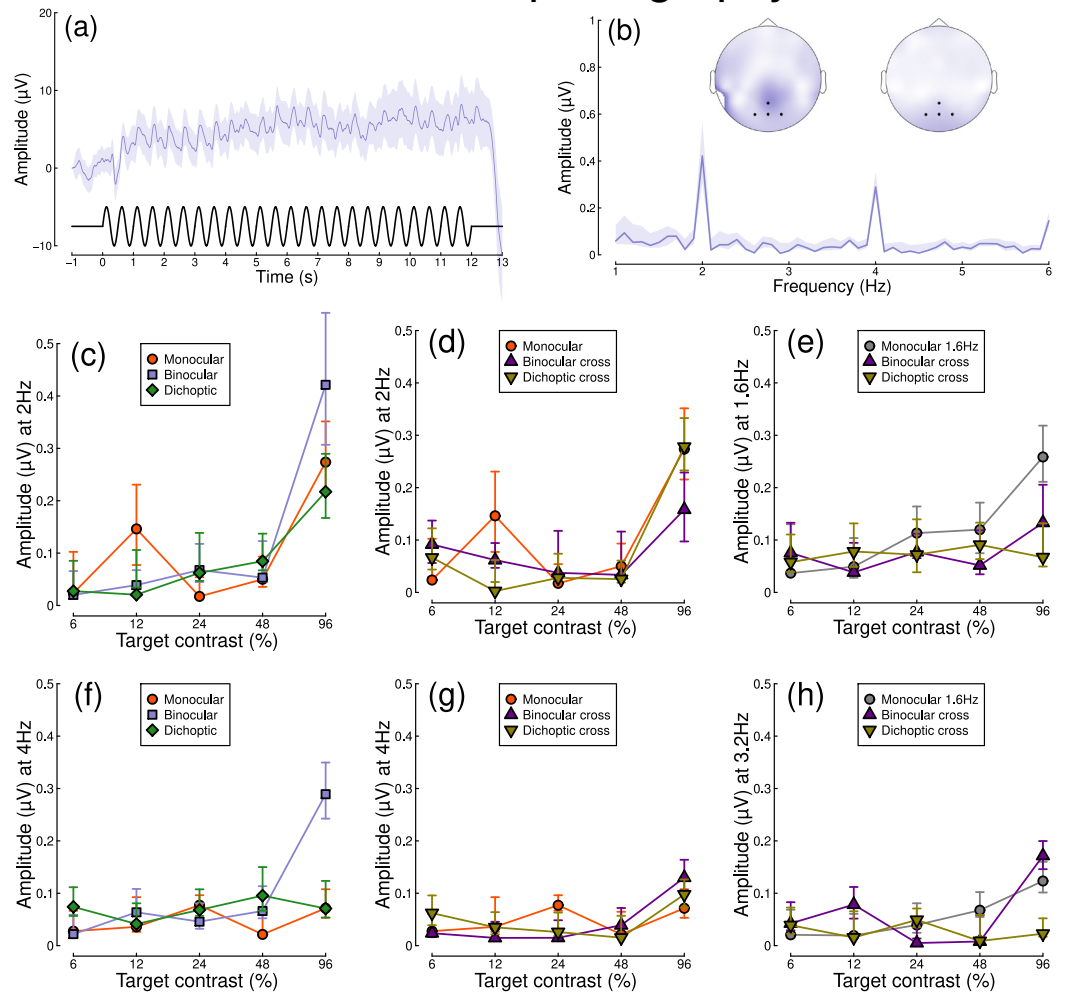 (a)
Amplitude (µV)
20
10
0
−10
−1 0 1 2 3 4 5 6 7 8 9 10 11 12 13
Time (s)
(b)
Amplitude (µV)
1
0.8
0.6
0.4
0.2
0
1 2 3 4 5 6
Frequency (Hz)
(c)
Monocular
Binocular
Dichoptic
Amplitude (µV) at 2Hz
0.5
0.4
0.3
0.2
0.1
0
6 12 24 48 96
Target contrast (%)
(d)
Monocular
Binocular cross
Dichoptic cross
Amplitude (µV) at 2Hz
0.5
0.4
0.3
0.2
0.1
0
6 12 24 48 96
Target contrast (%)
(e)
Monocular 1.6Hz
Binocular cross
Dichoptic cross
Amplitude (µV) at 1.6Hz
0.5
0.4
0.3
0.2
0.1
0
6 12 24 48 96
Target contrast (%)
(f)
Monocular
Binocular
Dichoptic
Amplitude (µV) at 4Hz
0.5
0.4
0.3
0.2
0.1
0
6 12 24 48 96
Target contrast (%)
(g)
Monocular
Binocular cross
Dichoptic cross
Amplitude (µV) at 4Hz
0.5
0.4
0.3
0.2
0.1
0
6 12 24 48 96
Target contrast (%)
(h)
Monocular 1.6Hz
Binocular cross
Dichoptic cross
Amplitude (µV) at 3.2Hz
0.5
0.4
0.3
0.2
0.1
0
6 12 24 48 96
Target contrast (%)